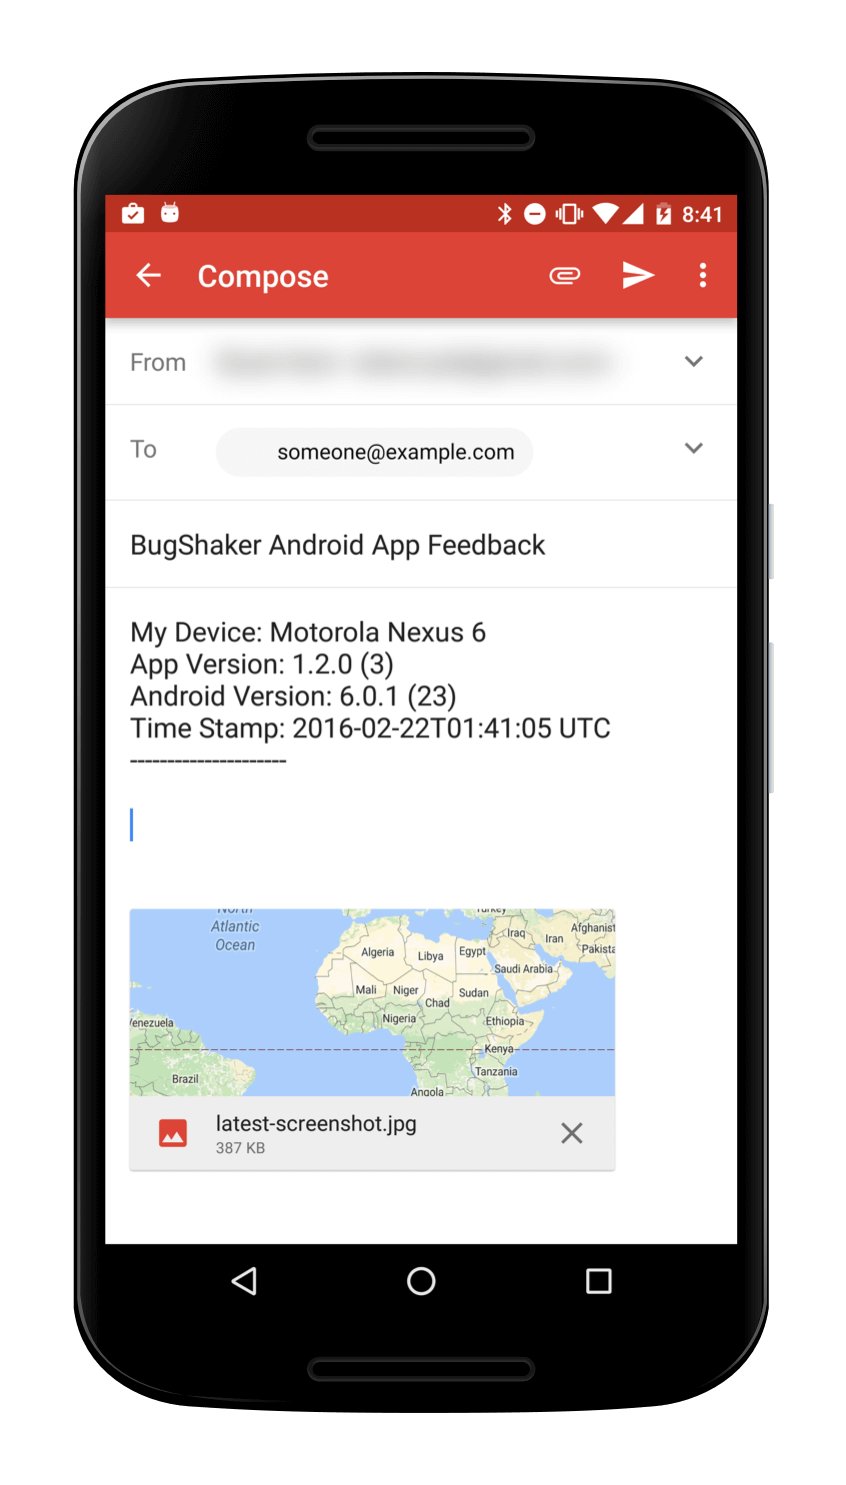 8:41
Compose
From
To
someone@example.com
BugShaker Android App Feedback
My Device: Motorola Nexus 6
App Version: 1.2.0 (3)
Android Version: 6.0.1 (23)
Time Stamp: 2016-02-22T01:41:05 UTC
---------------------
North
Atlantic
Ocean
Turkey
Iraq
Iran
Afghanist
Pakista
Algeria
Libya
Egypt
Saudi Arabia
Mali
Niger
Chad
Sudan
Nigeria
Ethiopia
Venezuela
Kenya
Brazil
Tanzania
Angola
latest-screenshot.jpg
387 KB